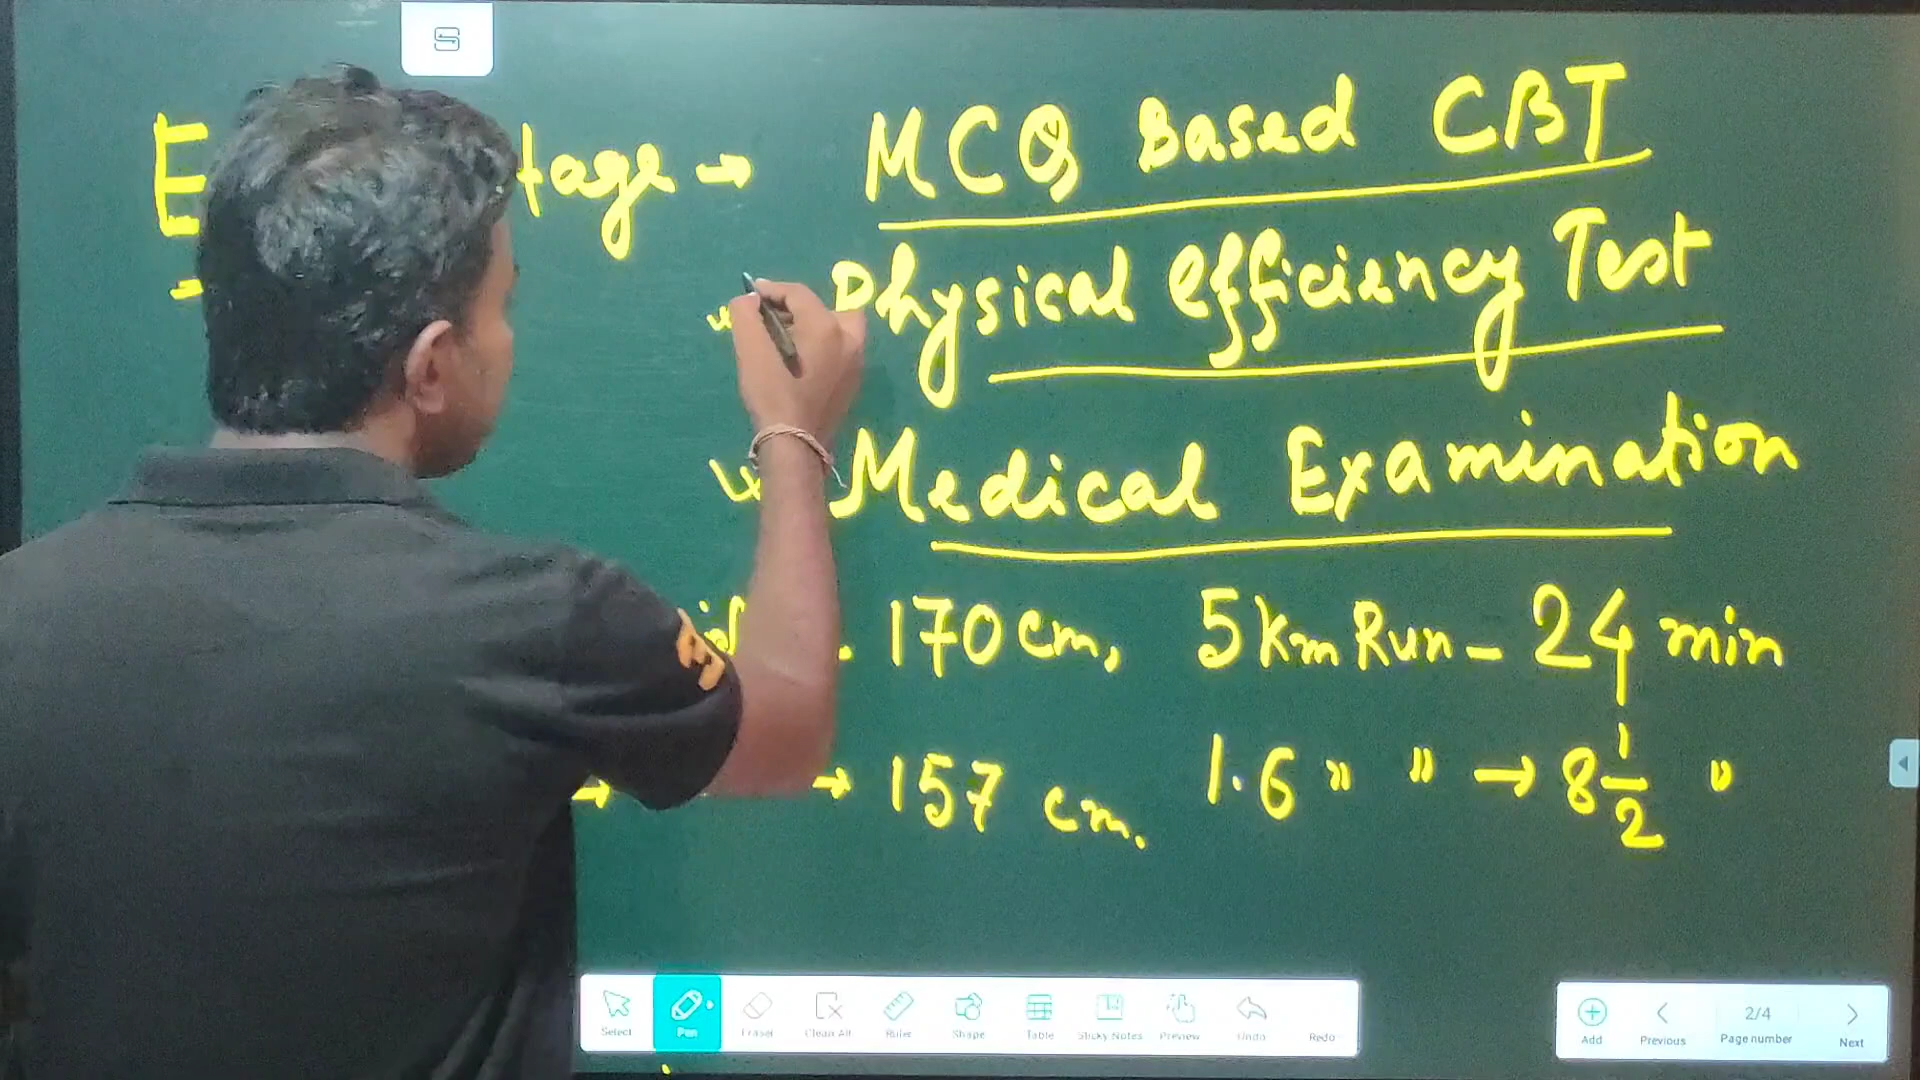 tage → MCQ Based CBT
Physical Efficiency Test
Medical Examination
170 cm, 5 Km Run - 24 min
→ → 157 cm. 1.6 " " → 8 1/2 "
Select Pen Eraser Clean All Ruler Shape Table Sticky Notes Preview Undo Redo
Add Previous 2/4 Page number Next